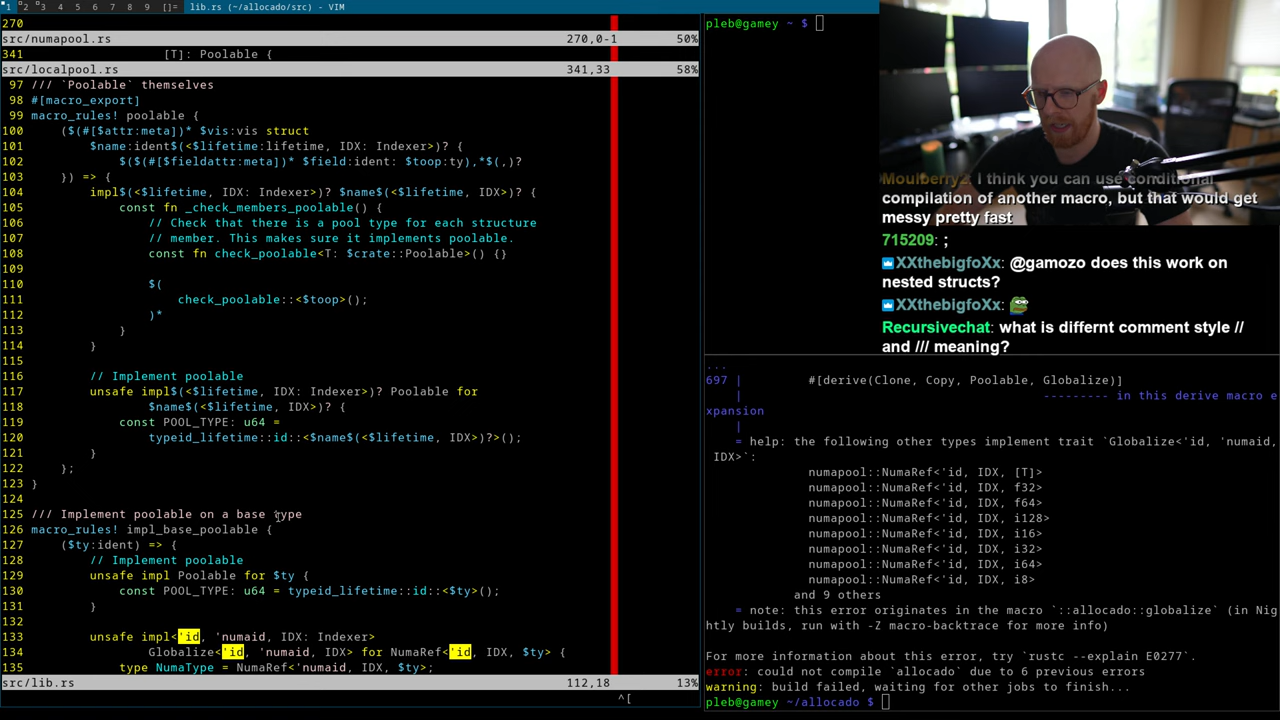 1 2 3 4 5 6 7 8 9 []= lib.rs (~/allocado/src) - VIM
270
src/numapool.rs 270,0-1 50%
341 [T]: Poolable {
src/localpool.rs 341,33 58%
97 /// `Poolable` themselves
98 #[macro_export]
99 macro_rules! poolable {
100 ($(#[$attr:meta])* $vis:vis struct
101 $name:ident$(<$lifetime:lifetime, IDX: Indexer>)? {
102 $($(#[$fieldattr:meta])* $field:ident: $toop:ty),*$(,)?
103 }) => {
104 impl$(<$lifetime, IDX: Indexer>)? $name$(<$lifetime, IDX>)? {
105 const fn _check_members_poolable() {
106 // Check that there is a pool type for each structure
107 // member. This makes sure it implements poolable.
108 const fn check_poolable<T: $crate::Poolable>() {}
109
110 $(
111 check_poolable::<$toop>();
112 )*
113 }
114 }
115
116 // Implement poolable
117 unsafe impl$(<$lifetime, IDX: Indexer>)? Poolable for
118 $name$(<$lifetime, IDX>)? {
119 const POOL_TYPE: u64 =
120 typeid_lifetime::id::<$name$(<$lifetime, IDX>)?>();
121 }
122 };
123 }
124
125 /// Implement poolable on a base type
126 macro_rules! impl_base_poolable {
127 ($ty:ident) => {
128 // Implement poolable
129 unsafe impl Poolable for $ty {
130 const POOL_TYPE: u64 = typeid_lifetime::id::<$ty>();
131 }
132
133 unsafe impl<'id, 'numaid, IDX: Indexer>
134 Globalize<'id, 'numaid, IDX> for NumaRef<'id, IDX, $ty> {
135 type NumaType = NumaRef<'numaid, IDX, $ty>;
src/lib.rs 112,18 13%
^[
pleb@gamey ~ $
Moulberry2: I think you can use conditional
compilation of another macro, but that would get
messy pretty fast
715209: ;
XXthebigfoXx: @gamozo does this work on
nested structs?
XXthebigfoXx:
Recursivechat: what is differnt comment style //
and /// meaning?
...
697 | #[derive(Clone, Copy, Poolable, Globalize)]
| --------- in this derive macro e
xpansion
|
= help: the following other types implement trait `Globalize<'id, 'numaid,
IDX>`:
numapool::NumaRef<'id, IDX, [T]>
numapool::NumaRef<'id, IDX, f32>
numapool::NumaRef<'id, IDX, f64>
numapool::NumaRef<'id, IDX, i128>
numapool::NumaRef<'id, IDX, i16>
numapool::NumaRef<'id, IDX, i32>
numapool::NumaRef<'id, IDX, i64>
numapool::NumaRef<'id, IDX, i8>
and 9 others
= note: this error originates in the macro `::allocado::globalize` (in Nig
htly builds, run with -Z macro-backtrace for more info)
For more information about this error, try `rustc --explain E0277`.
error: could not compile `allocado` due to 6 previous errors
warning: build failed, waiting for other jobs to finish...
pleb@gamey ~/allocado $